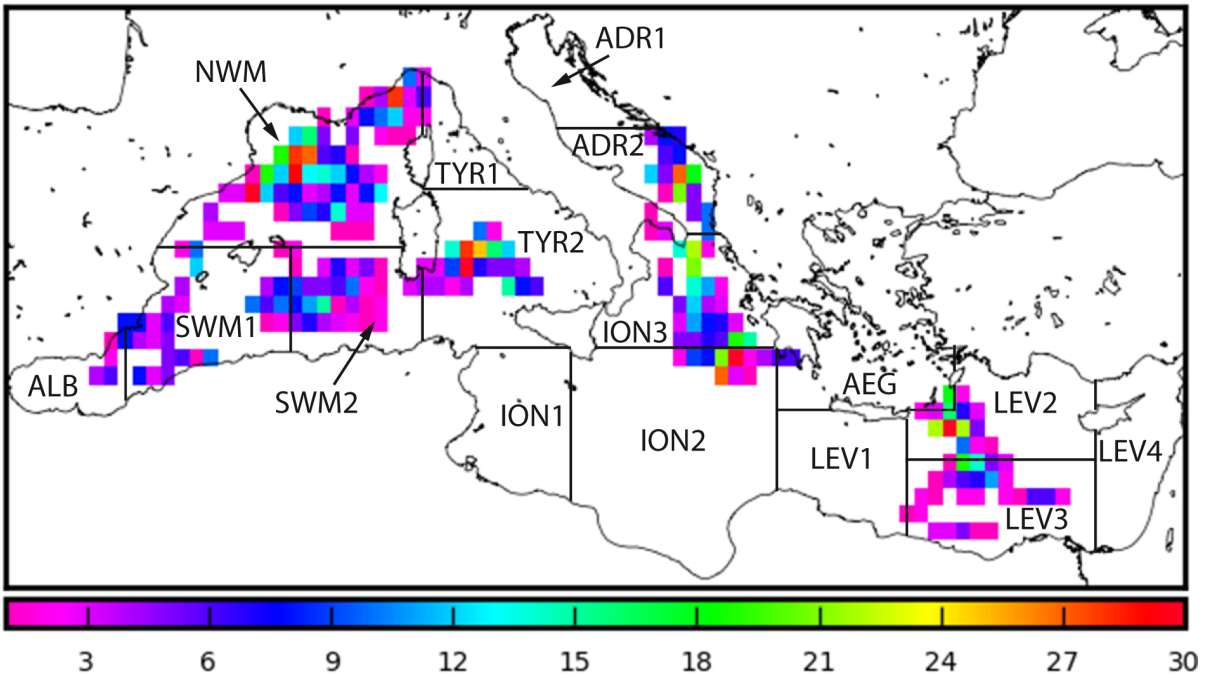 ADR1
NWM
ADR2
TYR1
TYR2
SWM1
ION3
ALB
SWM2
AEG
LEV2
ION1
ION2
LEV1
LEV4
LEV3
3 6 9 12 15 18 21 24 27 30